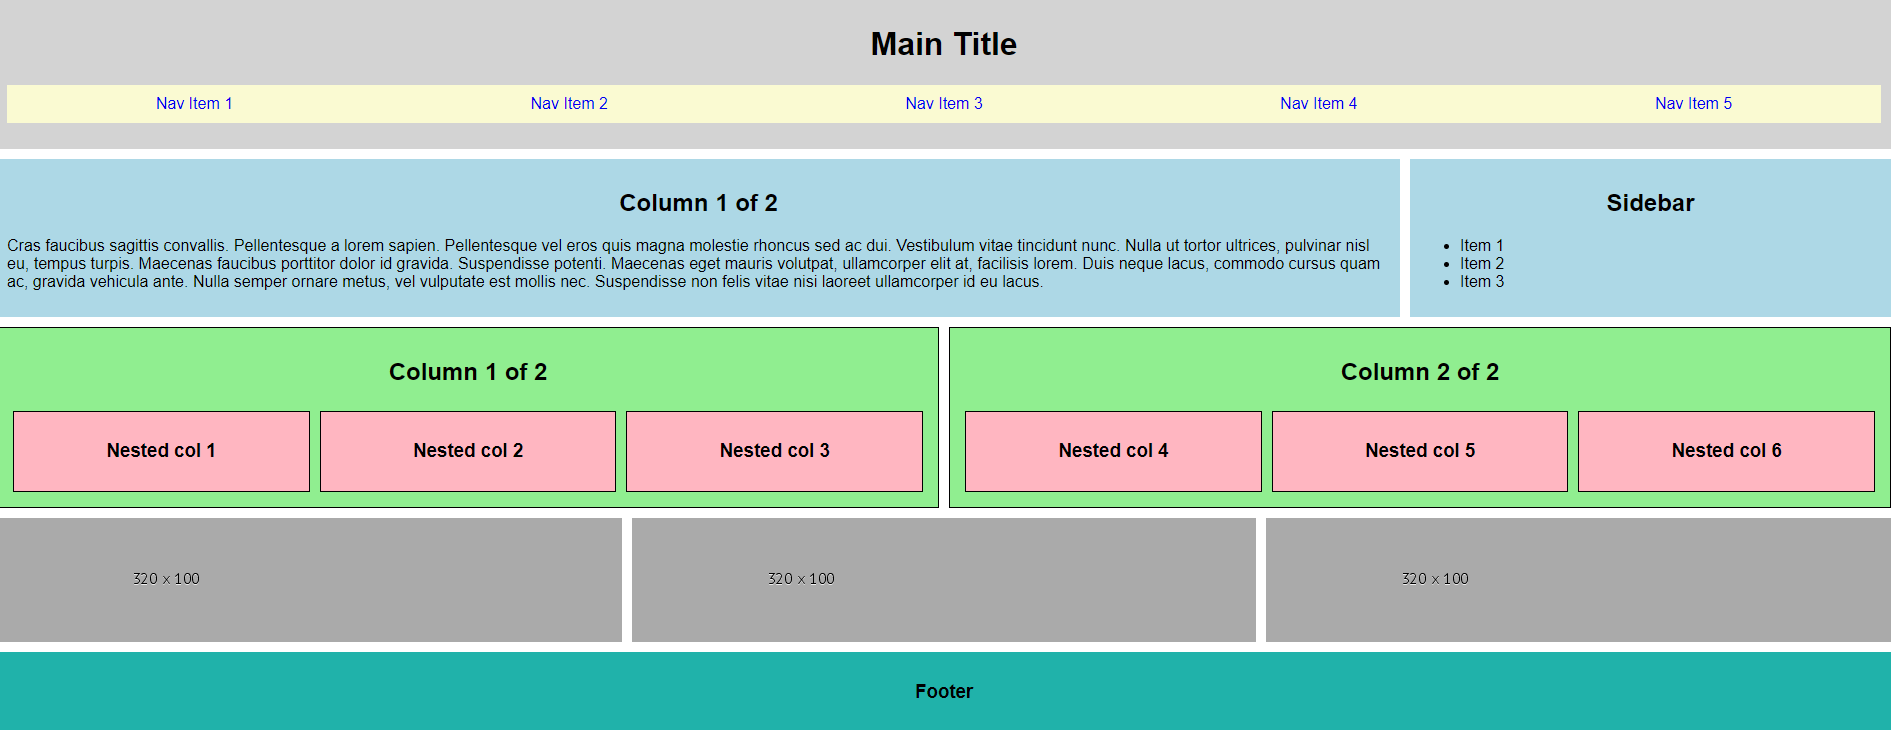 Main Title
Nav Item 1
Nav Item 2
Nav Item 3
Nav Item 4
Nav Item 5
Column 1 of 2
Cras faucibus sagittis convallis. Pellentesque a lorem sapien. Pellentesque vel eros quis magna molestie rhoncus sed ac dui. Vestibulum vitae tincidunt nunc. Nulla ut tortor ultrices, pulvinar nisl
eu, tempus turpis. Maecenas faucibus porttitor dolor id gravida. Suspendisse potenti. Maecenas eget mauris volutpat, ullamcorper elit at, facilisis lorem. Duis neque lacus, commodo cursus quam
ac, gravida vehicula ante. Nulla semper ornare metus, vel vulputate est mollis nec. Suspendisse non felis vitae nisi laoreet ullamcorper id eu lacus.
Sidebar
Item 1
Item 2
Item 3
Column 1 of 2
Nested col 1
Nested col 2
Nested col 3
Column 2 of 2
Nested col 4
Nested col 5
Nested col 6
320 x 100
320 x 100
320 x 100
Footer